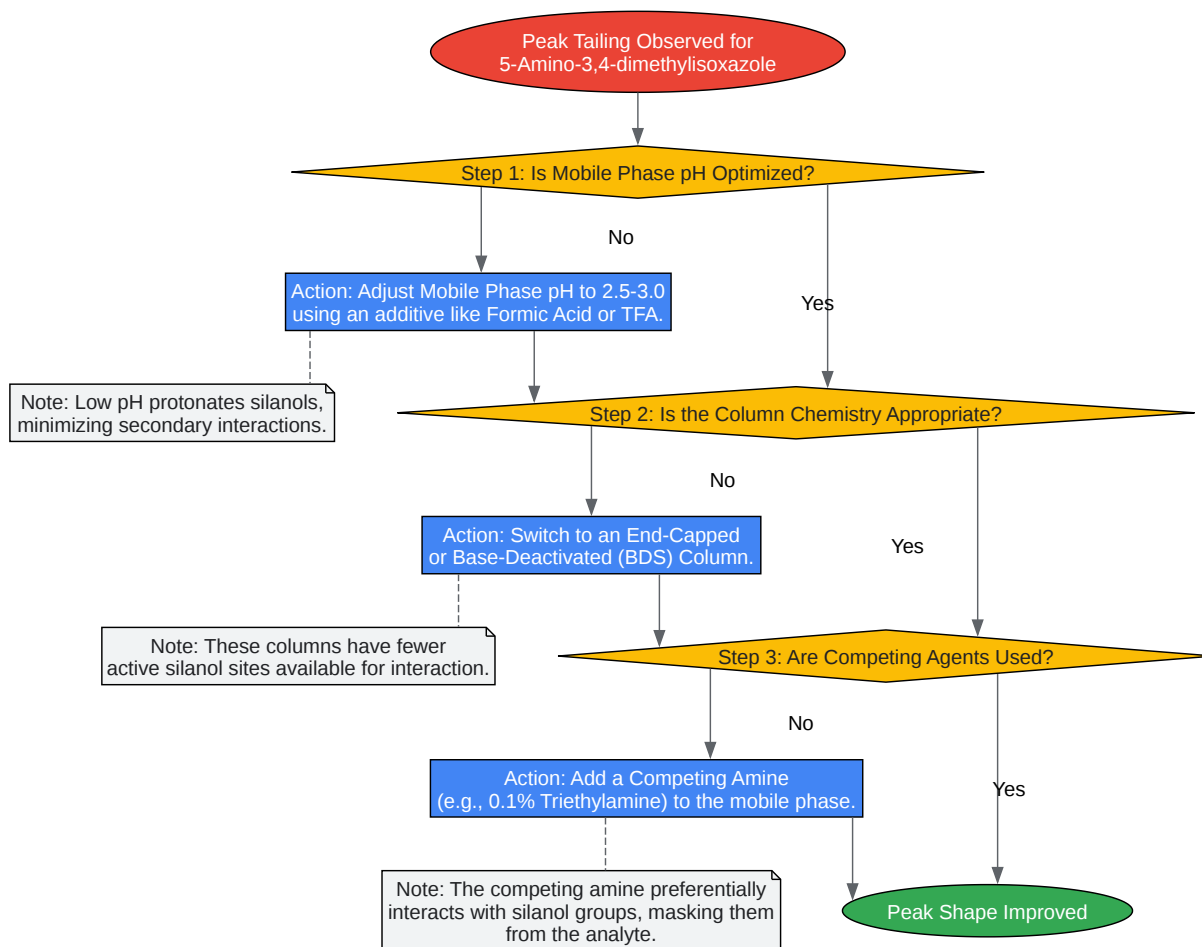 Peak Tailing Observed for
5-Amino-3,4-dimethylisoxazole
Step 1: Is Mobile Phase pH Optimized?
No
Action: Adjust Mobile Phase pH to 2.5-3.0
using an additive like Formic Acid or TFA.
Yes
Note: Low pH protonates silanols,
minimizing secondary interactions.
Step 2: Is the Column Chemistry Appropriate?
No
Action: Switch to an End-Capped
or Base-Deactivated (BDS) Column.
Yes
Note: These columns have fewer
active silanol sites available for interaction.
Step 3: Are Competing Agents Used?
No
Action: Add a Competing Amine
(e.g., 0.1% Triethylamine) to the mobile phase.
Yes
Note: The competing amine preferentially
interacts with silanol groups, masking them
from the analyte.
Peak Shape Improved